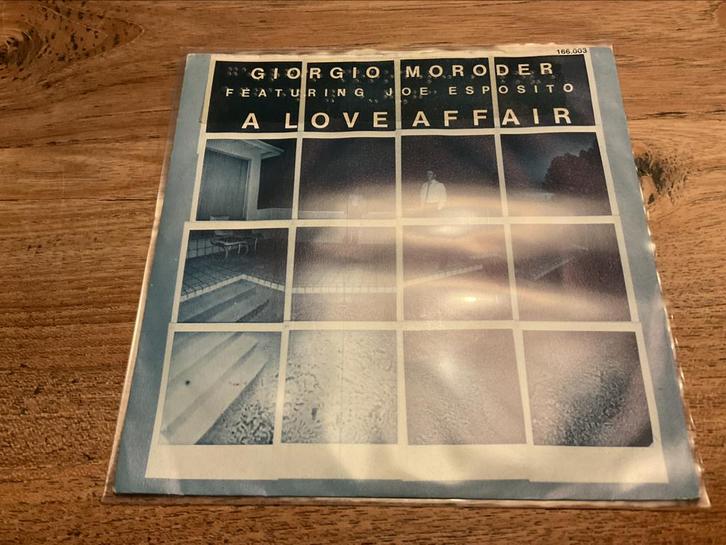 166.003
GIORGIO MORODER
FEATURING JOE ESPOSITO
A LOVE AFFAIR